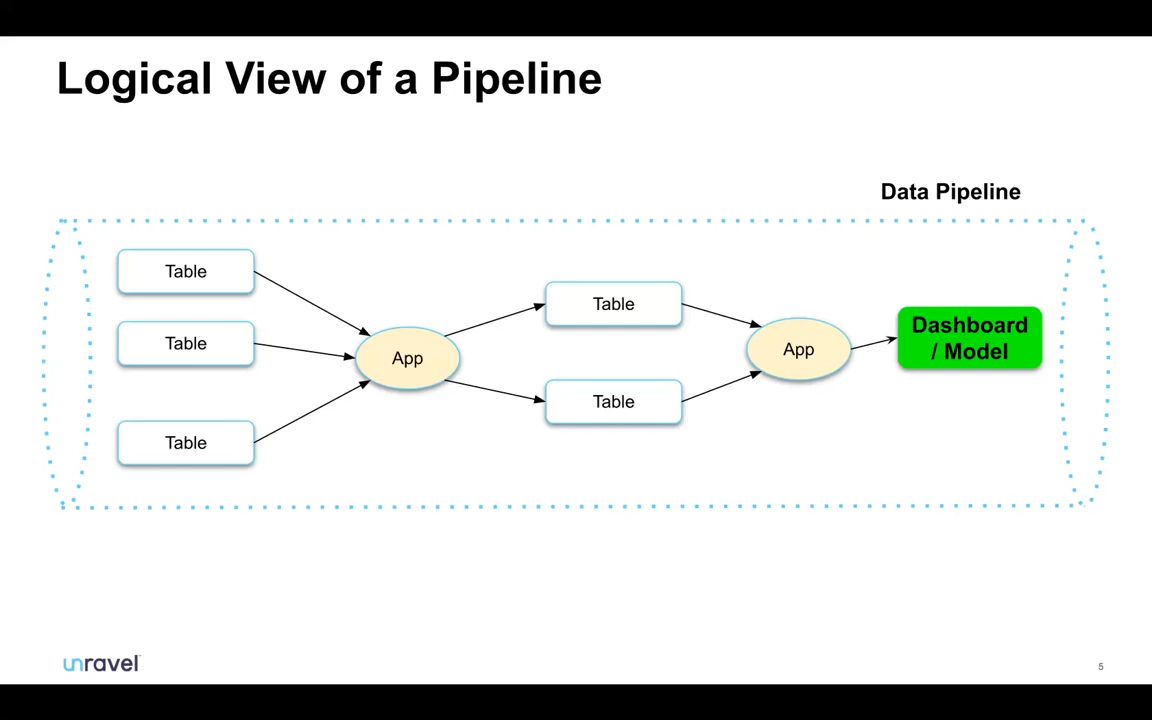 Logical View of a Pipeline
Data Pipeline
Table
Table
Table
App
Table
Table
App
Dashboard
/ Model
unravel
5